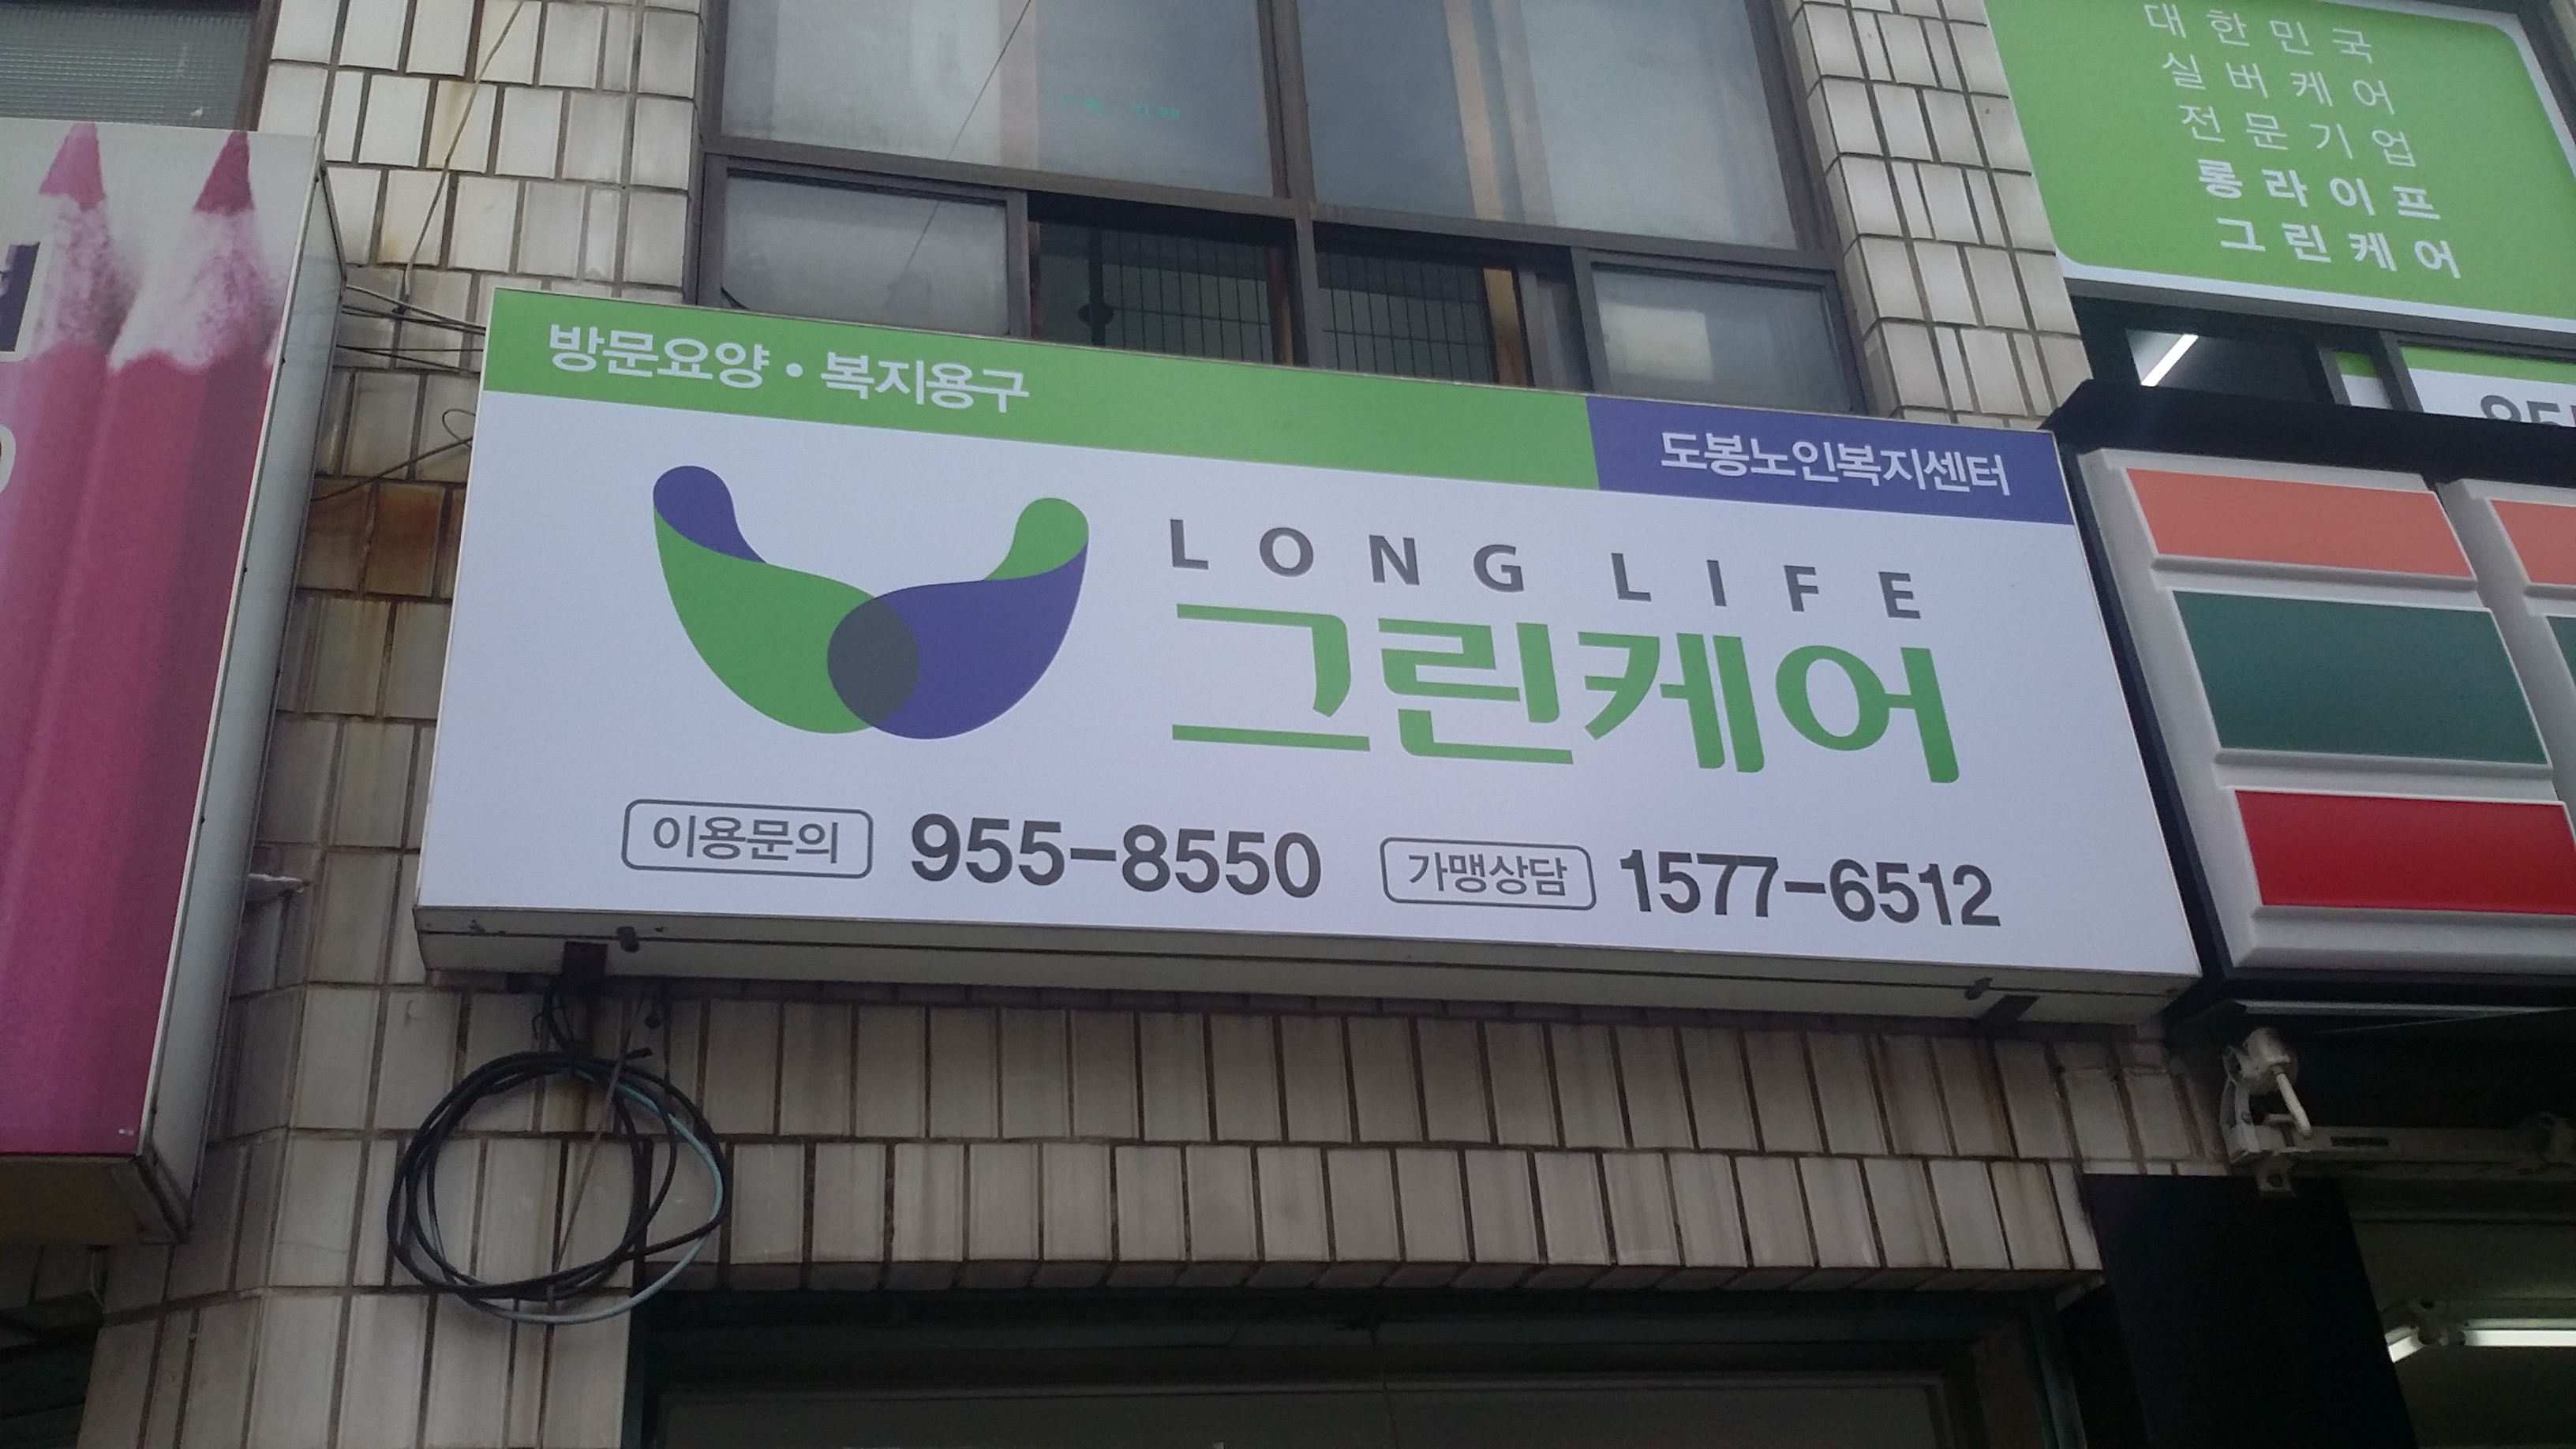 대한민국
실버케어
전문기업
롱라이프
그린케어
방문요양 · 복지용구
도봉노인복지센터
LONG LIFE
그린케어
이용문의 955-8550 가맹상담 1577-6512